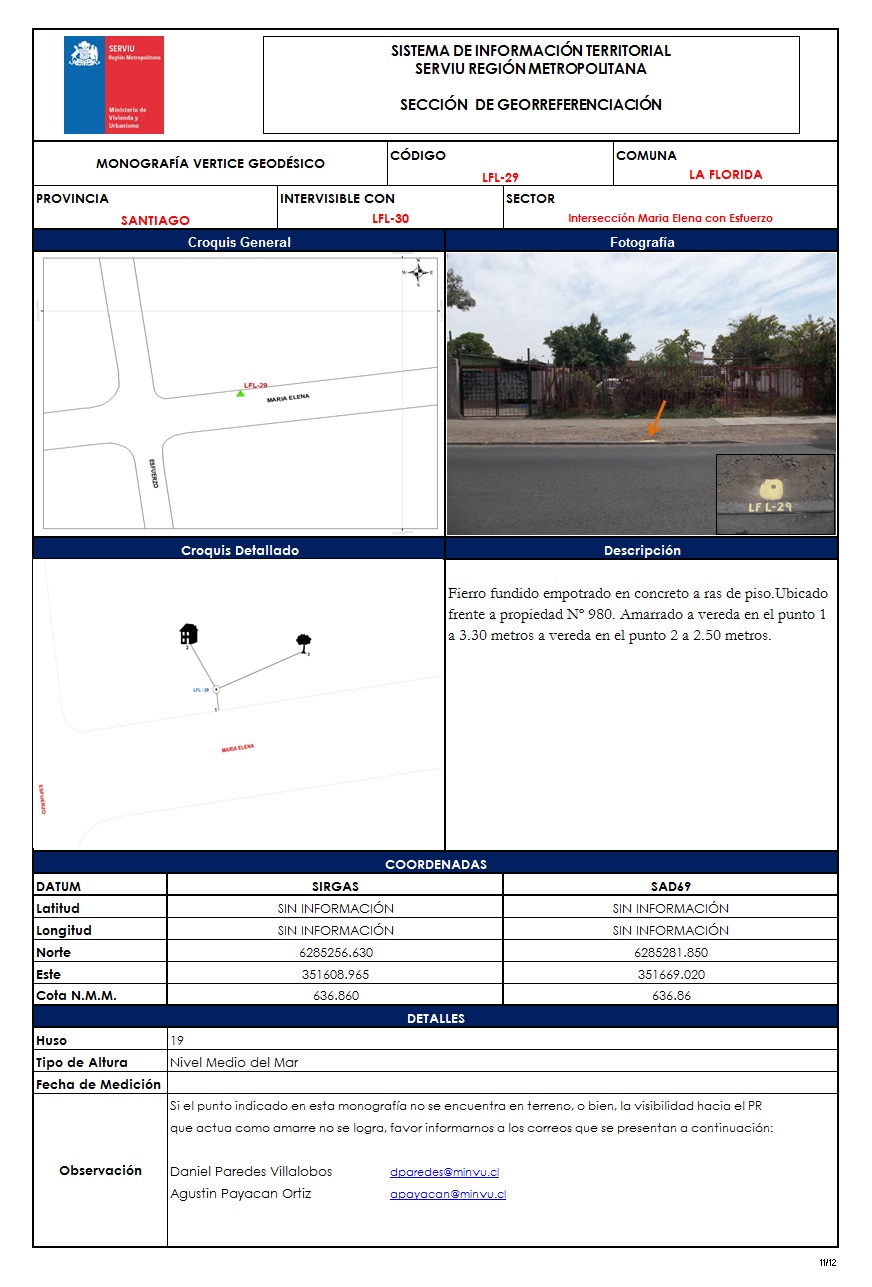 SERVIU
Región Metropolitana
Ministerio de
Vivienda y
Urbanismo
SISTEMA DE INFORMACIÓN TERRITORIAL
SERVIU REGIÓN METROPOLITANA
SECCIÓN DE GEORREFERENCIACIÓN
MONOGRAFÍA VERTICE GEODÉSICO
CÓDIGO
LFL-29
COMUNA
LA FLORIDA
PROVINCIA
SANTIAGO
INTERVISIBLE CON
LFL-30
SECTOR
Intersección Maria Elena con Esfuerzo
Croquis General
Fotografía
N
W E
S
LFL-29
MARIA ELENA
ESFUERZO
LFL-29
Croquis Detallado
Descripción
2
3
LFL - 29
1
MARIA ELENA
ESFUERZO
Fierro fundido empotrado en concreto a ras de piso.Ubicado
frente a propiedad N° 980. Amarrado a vereda en el punto 1
a 3.30 metros a vereda en el punto 2 a 2.50 metros.
COORDENADAS
DATUM SIRGAS SAD69
Latitud SIN INFORMACIÓN SIN INFORMACIÓN
Longitud SIN INFORMACIÓN SIN INFORMACIÓN
Norte 6285256.630 6285281.850
Este 351608.965 351669.020
Cota N.M.M. 636.860 636.86
DETALLES
Huso 19
Tipo de Altura Nivel Medio del Mar
Fecha de Medición
Observación
Si el punto indicado en esta monografía no se encuentra en terreno, o bien, la visibilidad hacia el PR
que actua como amarre no se logra, favor informarnos a los correos que se presentan a continuación:
Daniel Paredes Villalobos dparedes@minvu.cl
Agustin Payacan Ortiz apayacan@minvu.cl
11/12